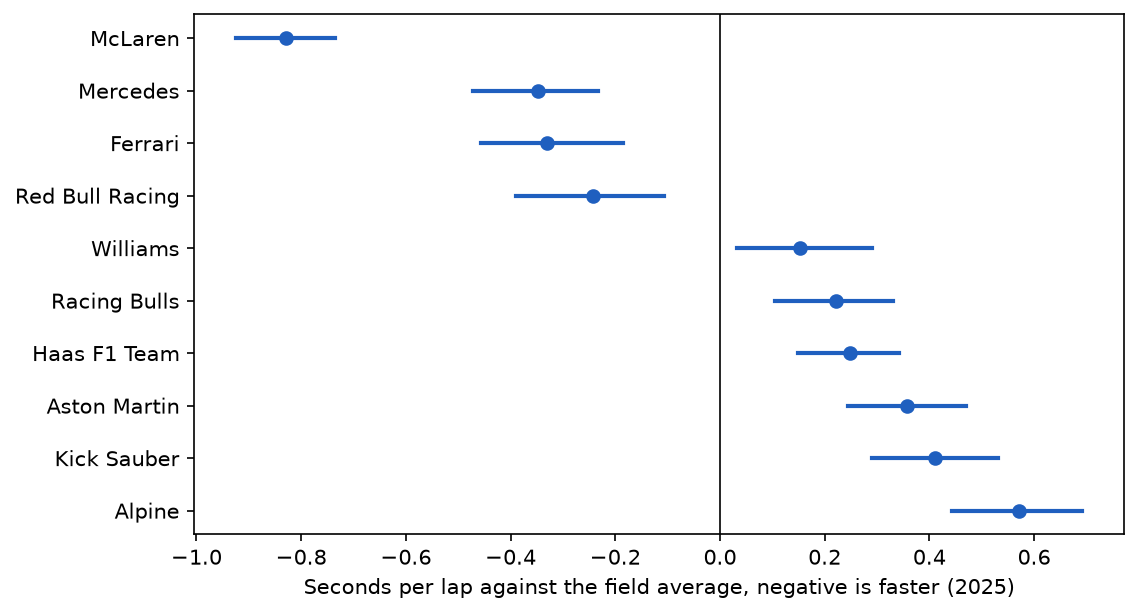 McLaren
Mercedes
Ferrari
Red Bull Racing
Williams
Racing Bulls
Haas F1 Team
Aston Martin
Kick Sauber
Alpine
−1.0 −0.8 −0.6 −0.4 −0.2 0.0 0.2 0.4 0.6
Seconds per lap against the field average, negative is faster (2025)